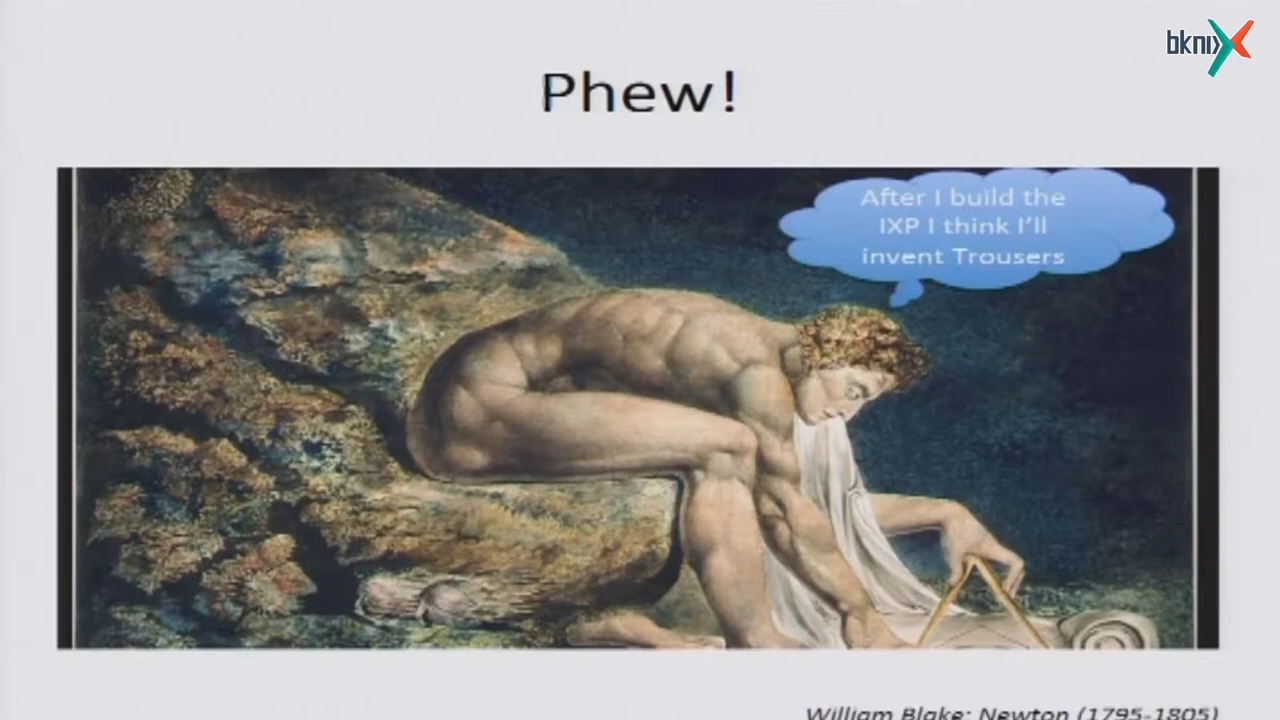 bknix
Phew!
After I build the
IXP I think I'll
invent Trousers
William Blake: Newton (1795-1805)